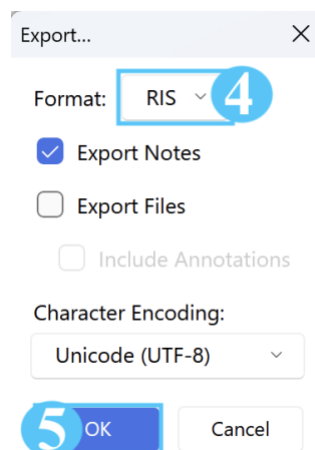 Export...
Format: RIS 4
Export Notes
Export Files
Include Annotations
Character Encoding:
Unicode (UTF-8)
5 OK Cancel